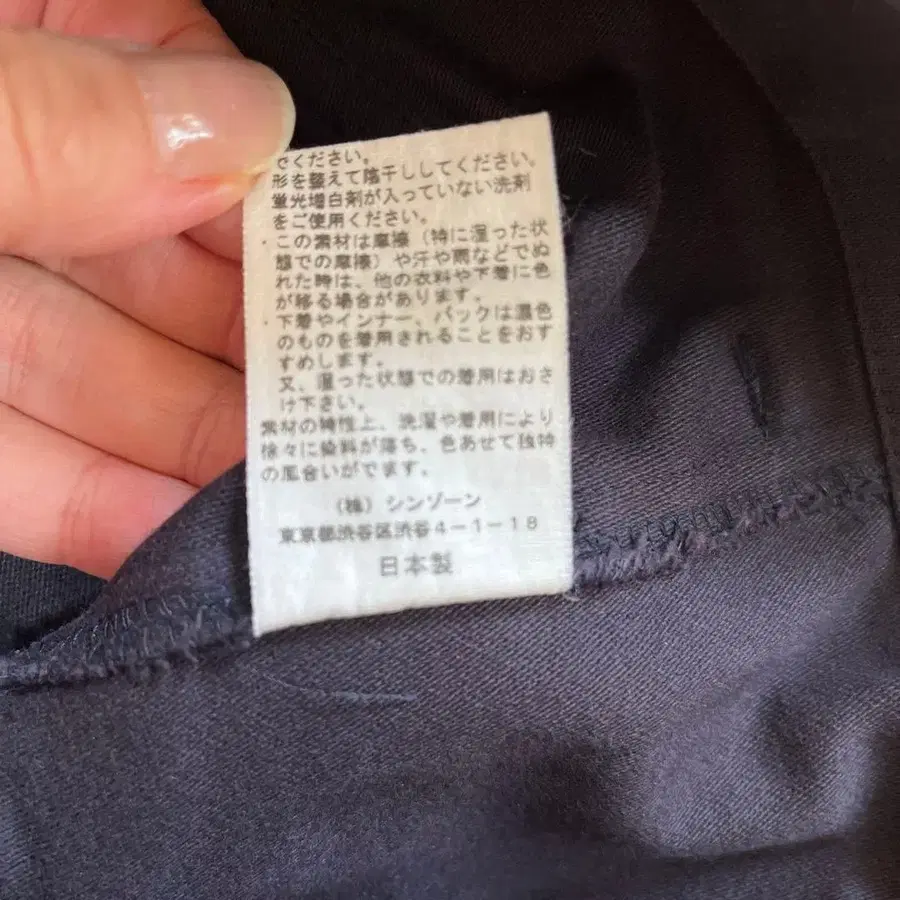 でください。
形を整えて陰干ししてください。
蛍光増白剤が入っていない洗剤
をご使用ください。
・この素材は摩擦（特に湿った状
態での摩擦）や汗や雨などでぬ
れた時は、他の衣料や下着に色
が移る場合があります。
・下着やインナー、バックは濃色
のものを着用されることをおす
すめします。
又、湿った状態での着用はおさ
け下さい。
素材の特性上、洗濯や着用により
徐々に染料が落ち、色あせて独特
の風合いがでます。
（株）シンゾーン
東京都渋谷区渋谷４－１－１８
日本製